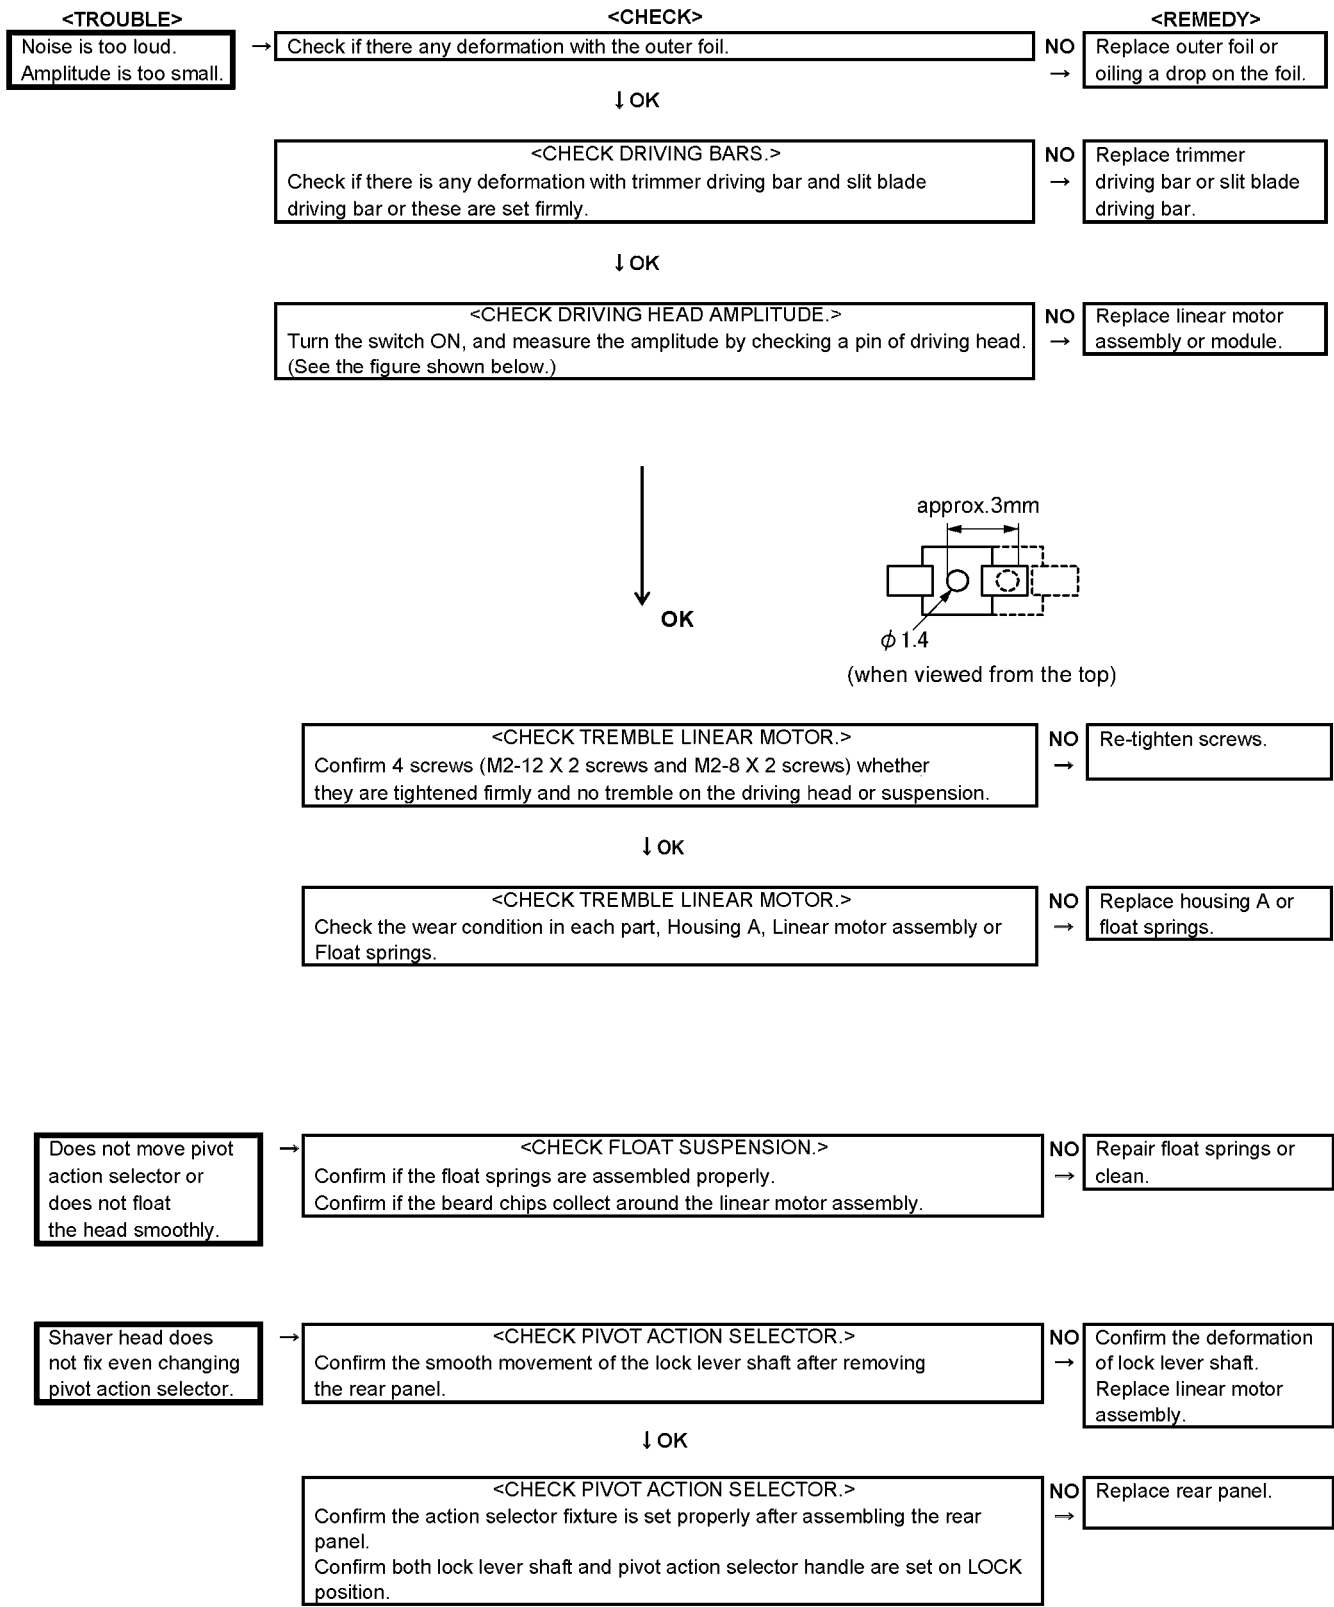 <TROUBLE>
<CHECK>
<REMEDY>
Noise is too loud.
Amplitude is too small.
→
Check if there any deformation with the outer foil.
NO
→
Replace outer foil or
oiling a drop on the foil.
↓ OK
<CHECK DRIVING BARS.>
Check if there is any deformation with trimmer driving bar and slit blade
driving bar or these are set firmly.
NO
→
Replace trimmer
driving bar or slit blade
driving bar.
↓ OK
<CHECK DRIVING HEAD AMPLITUDE.>
Turn the switch ON, and measure the amplitude by checking a pin of driving head.
(See the figure shown below.)
NO
→
Replace linear motor
assembly or module.
OK
approx.3mm
ϕ 1.4
(when viewed from the top)
<CHECK TREMBLE LINEAR MOTOR.>
Confirm 4 screws (M2-12 X 2 screws and M2-8 X 2 screws) whether
they are tightened firmly and no tremble on the driving head or suspension.
NO
→
Re-tighten screws.
↓ OK
<CHECK TREMBLE LINEAR MOTOR.>
Check the wear condition in each part, Housing A, Linear motor assembly or
Float springs.
NO
→
Replace housing A or
float springs.
Does not move pivot
action selector or
does not float
the head smoothly.
→
<CHECK FLOAT SUSPENSION.>
Confirm if the float springs are assembled properly.
Confirm if the beard chips collect around the linear motor assembly.
NO
→
Repair float springs or
clean.
Shaver head does
not fix even changing
pivot action selector.
→
<CHECK PIVOT ACTION SELECTOR.>
Confirm the smooth movement of the lock lever shaft after removing
the rear panel.
NO
→
Confirm the deformation
of lock lever shaft.
Replace linear motor
assembly.
↓ OK
<CHECK PIVOT ACTION SELECTOR.>
Confirm the action selector fixture is set properly after assembling the rear
panel.
Confirm both lock lever shaft and pivot action selector handle are set on LOCK
position.
NO
→
Replace rear panel.